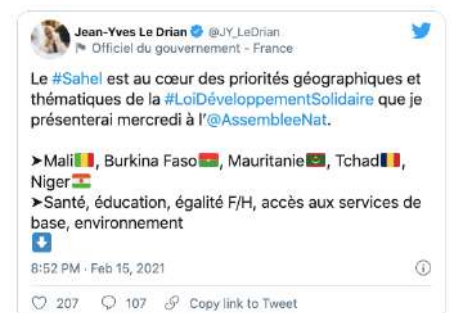 Jean-Yves Le Drian @JY_LeDrian
Officiel du gouvernement - France
Le #Sahel est au cœur des priorités géographiques et
thématiques de la #LoiDéveloppementSolidaire que je
présenterai mercredi à l'@AssembleeNat.
➤Mali🇲🇱, Burkina Faso🇧🇫, Mauritanie🇲🇷, Tchad🇹🇩,
Niger🇳🇪
➤Santé, éducation, égalité F/H, accès aux services de
base, environnement
⬇️
8:52 PM · Feb 15, 2021
207 107 Copy link to Tweet